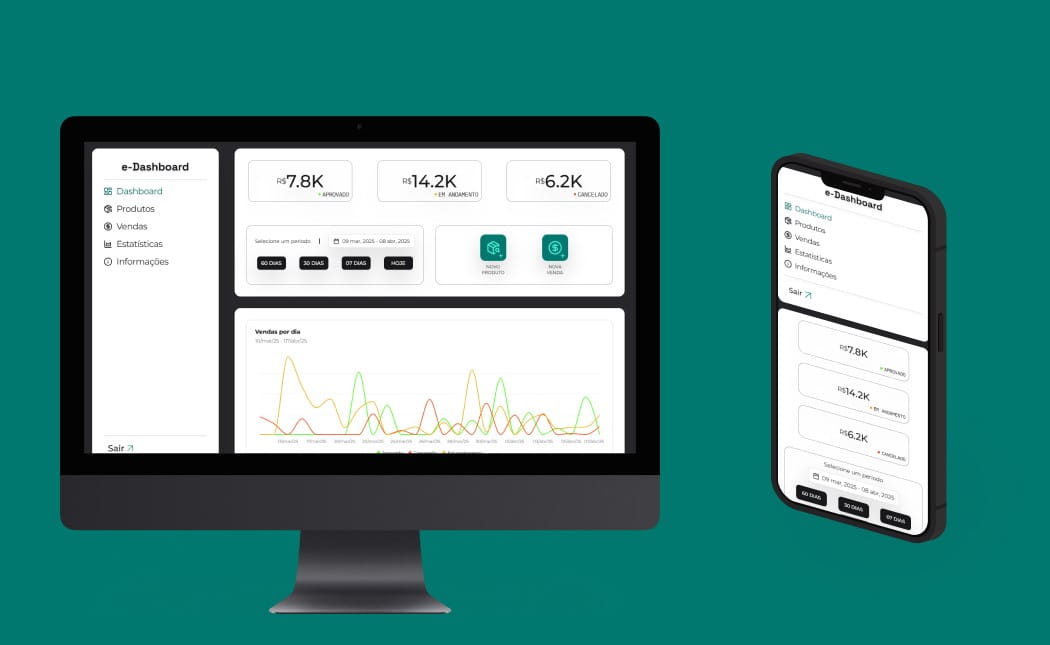 e-Dashboard
Dashboard
Produtos
Vendas
Estatísticas
Informações
Sair
R$7.8K
APROVADO
R$14.2K
EM ANDAMENTO
R$6.2K
CANCELADO
Selecione um período
09 mar, 2025 - 08 abr, 2025
60 DIAS
30 DIAS
07 DIAS
HOJE
NOVO
PRODUTO
NOVA
VENDA
Vendas por dia
e-Dashboard
Dashboard
Produtos
Vendas
Estatísticas
Informações
Sair
R$7.8K
APROVADO
R$14.2K
EM ANDAMENTO
R$6.2K
CANCELADO
Selecione um período
09 mar, 2025 - 08 abr, 2025
60 DIAS
30 DIAS
07 DIAS